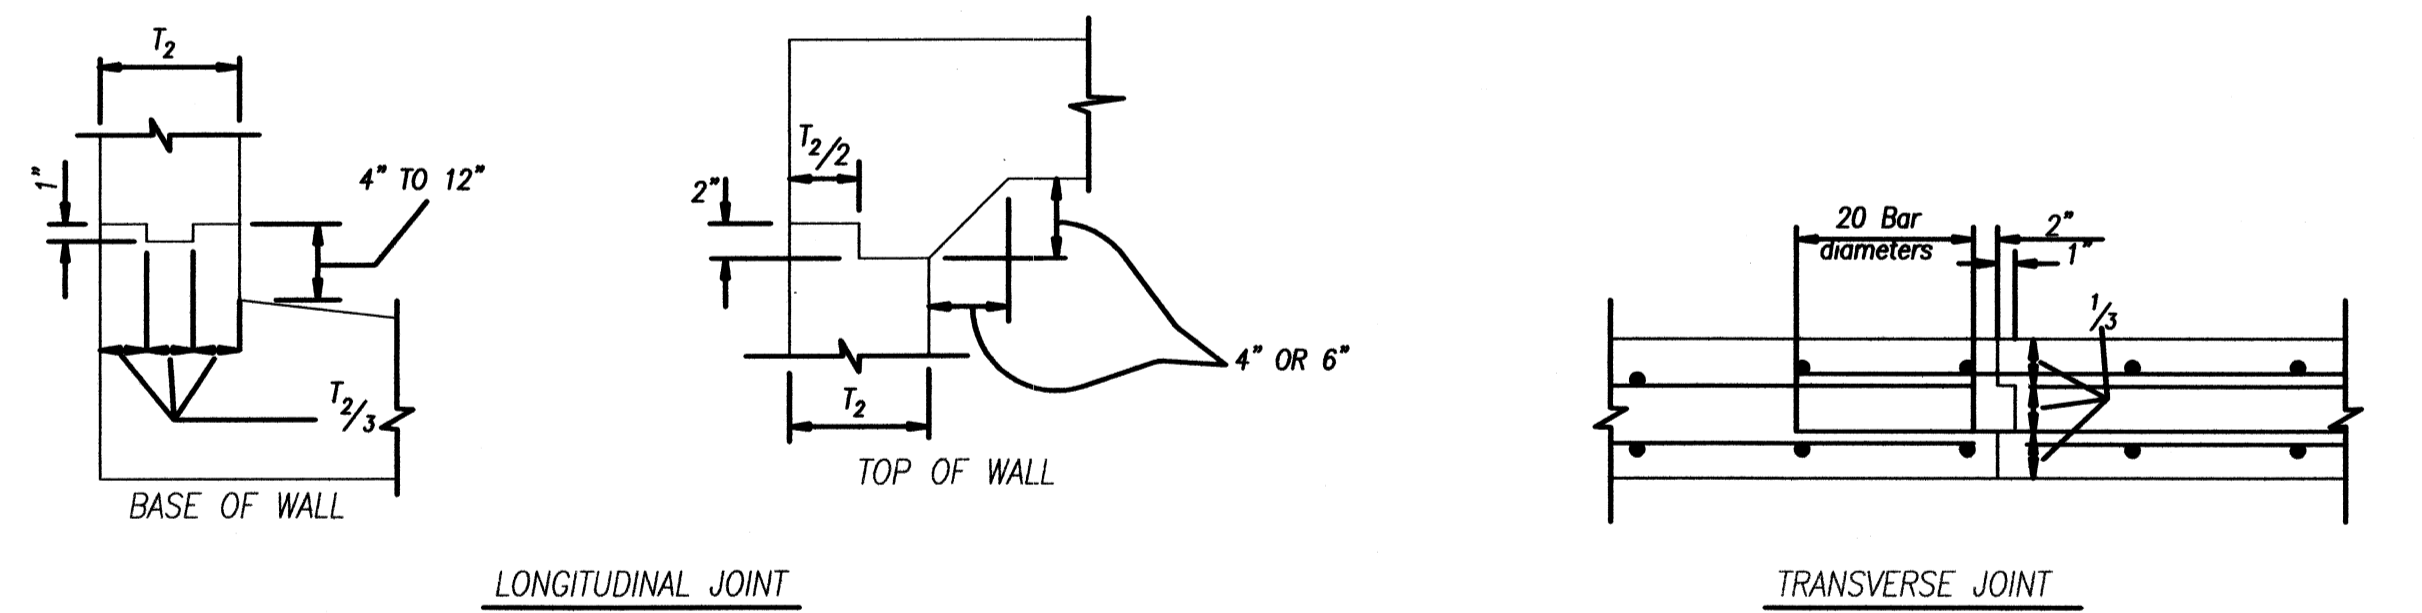 T2
1"
4" TO 12"
T2/3
BASE OF WALL
T2/2
2"
4" OR 6"
T2
TOP OF WALL
LONGITUDINAL JOINT
20 Bar
diameters
2"
1"
1/3
TRANSVERSE JOINT